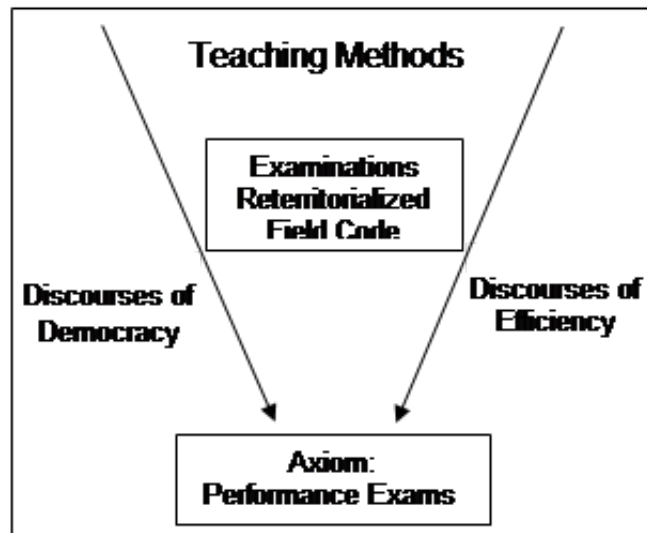 Teaching Methods
Examinations
Reterritorialized
Field Code
Discourses of
Democracy
Discourses of
Efficiency
Axiom:
Performance Exams